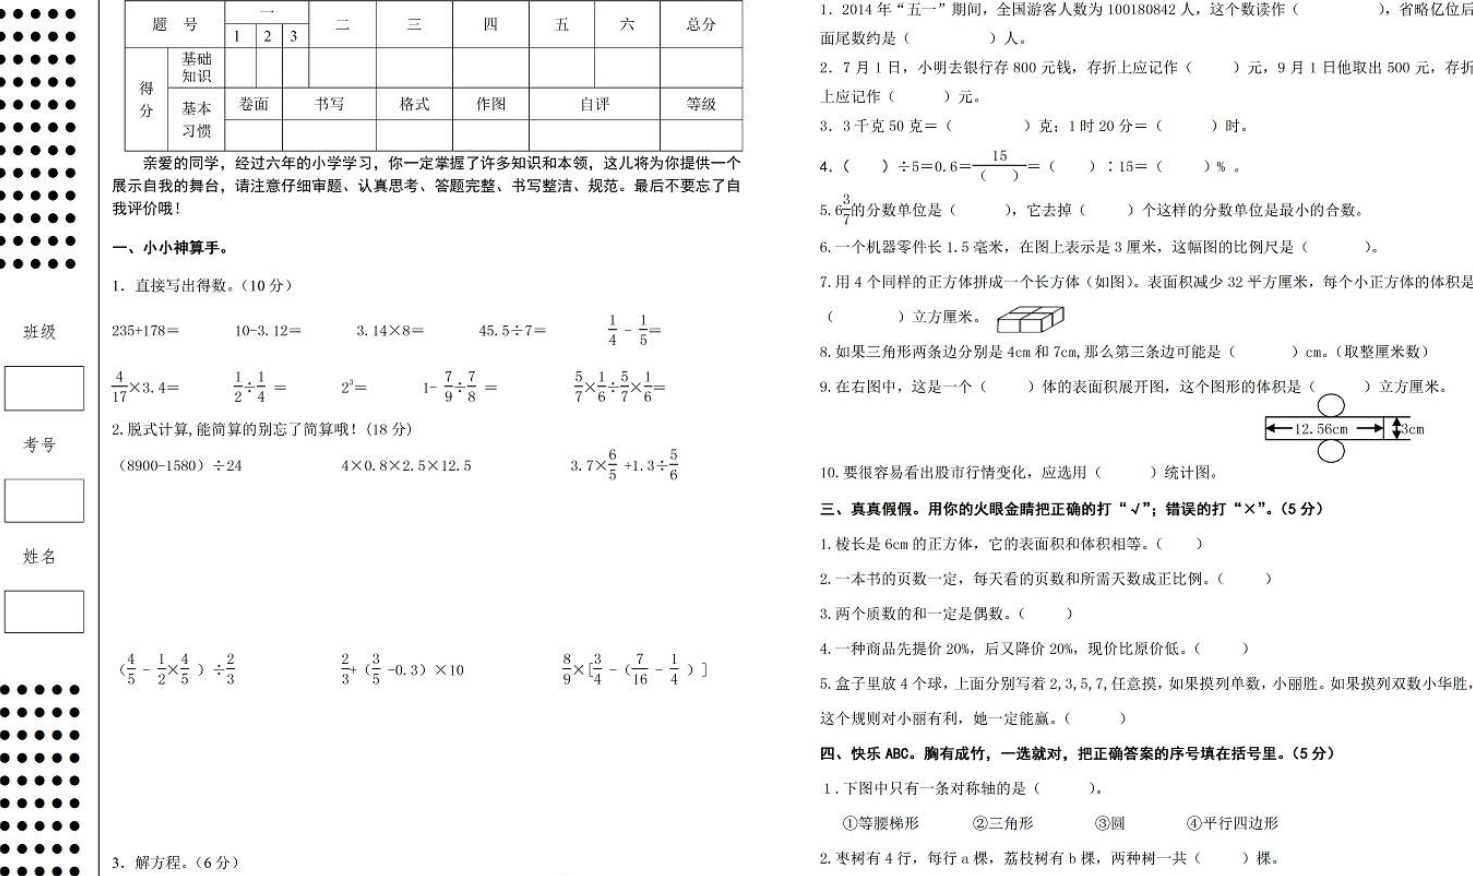 题 号 一 二 三 四 五 六 总分
1 2 3
得分 基础知识
基本习惯 卷面 书写 格式 作图 自评 等级
亲爱的同学，经过六年的小学学习，你一定掌握了许多知识和本领，这儿将为你提供一个
展示自我的舞台，请注意仔细审题、认真思考、答题完整、书写整洁、规范。最后不要忘了自
我评价哦！
一、小小神算手。
1．直接写出得数。（10 分）
235+178＝ 10-3.12＝ 3.14×8＝ 45.5÷7＝ 1/4 - 1/5＝
4/17×3.4＝ 1/2÷1/4 ＝ 2³＝ 1- 7/9÷7/8 ＝ 5/7×1/6÷5/7×1/6＝
2.脱式计算,能简算的别忘了简算哦！(18 分)
（8900-1580）÷24 4×0.8×2.5×12.5 3.7×6/5 +1.3÷5/6
（4/5 - 1/2×4/5 ）÷2/3 2/3+（3/5 -0.3）×10 8/9×[3/4 -（7/16 - 1/4 ）]
3．解方程。（6 分）
班级
考号
姓名
1．2014 年“五一”期间，全国游客人数为 100180842 人，这个数读作（ ），省略亿位后
面尾数约是（ ）人。
2．7 月 1 日，小明去银行存 800 元钱，存折上应记作（ ）元，9 月 1 日他取出 500 元，存折
上应记作（ ）元。
3．3 千克 50 克＝（ ）克；1 时 20 分＝（ ）时。
4．（ ）÷5＝0.6＝15/（ ）＝（ ）∶15＝（ ）% 。
5.6 3/7的分数单位是（ ），它去掉（ ）个这样的分数单位是最小的合数。
6.一个机器零件长 1.5 毫米，在图上表示是 3 厘米，这幅图的比例尺是（ ）。
7.用 4 个同样的正方体拼成一个长方体（如图）。表面积减少 32 平方厘米，每个小正方体的体积是
（ ）立方厘米。
8.如果三角形两条边分别是 4cm 和 7cm,那么第三条边可能是（ ）cm。（取整厘米数）
9.在右图中，这是一个（ ）体的表面积展开图，这个图形的体积是（ ）立方厘米。
12.56cm 3cm
10.要很容易看出股市行情变化，应选用（ ）统计图。
三、真真假假。用你的火眼金睛把正确的打“√”；错误的打“×”。（5 分）
1.棱长是 6cm 的正方体，它的表面积和体积相等。（ ）
2.一本书的页数一定，每天看的页数和所需天数成正比例。（ ）
3.两个质数的和一定是偶数。（ ）
4.一种商品先提价 20%，后又降价 20%，现价比原价低。（ ）
5.盒子里放 4 个球，上面分别写着 2,3,5,7,任意摸，如果摸列单数，小丽胜。如果摸列双数小华胜，
这个规则对小丽有利，她一定能赢。（ ）
四、快乐 ABC。胸有成竹，一选就对，把正确答案的序号填在括号里。（5 分）
1.下图中只有一条对称轴的是（ ）。
①等腰梯形 ②三角形 ③圆 ④平行四边形
2.枣树有 4 行，每行 a 棵，荔枝树有 b 棵，两种树一共（ ）棵。